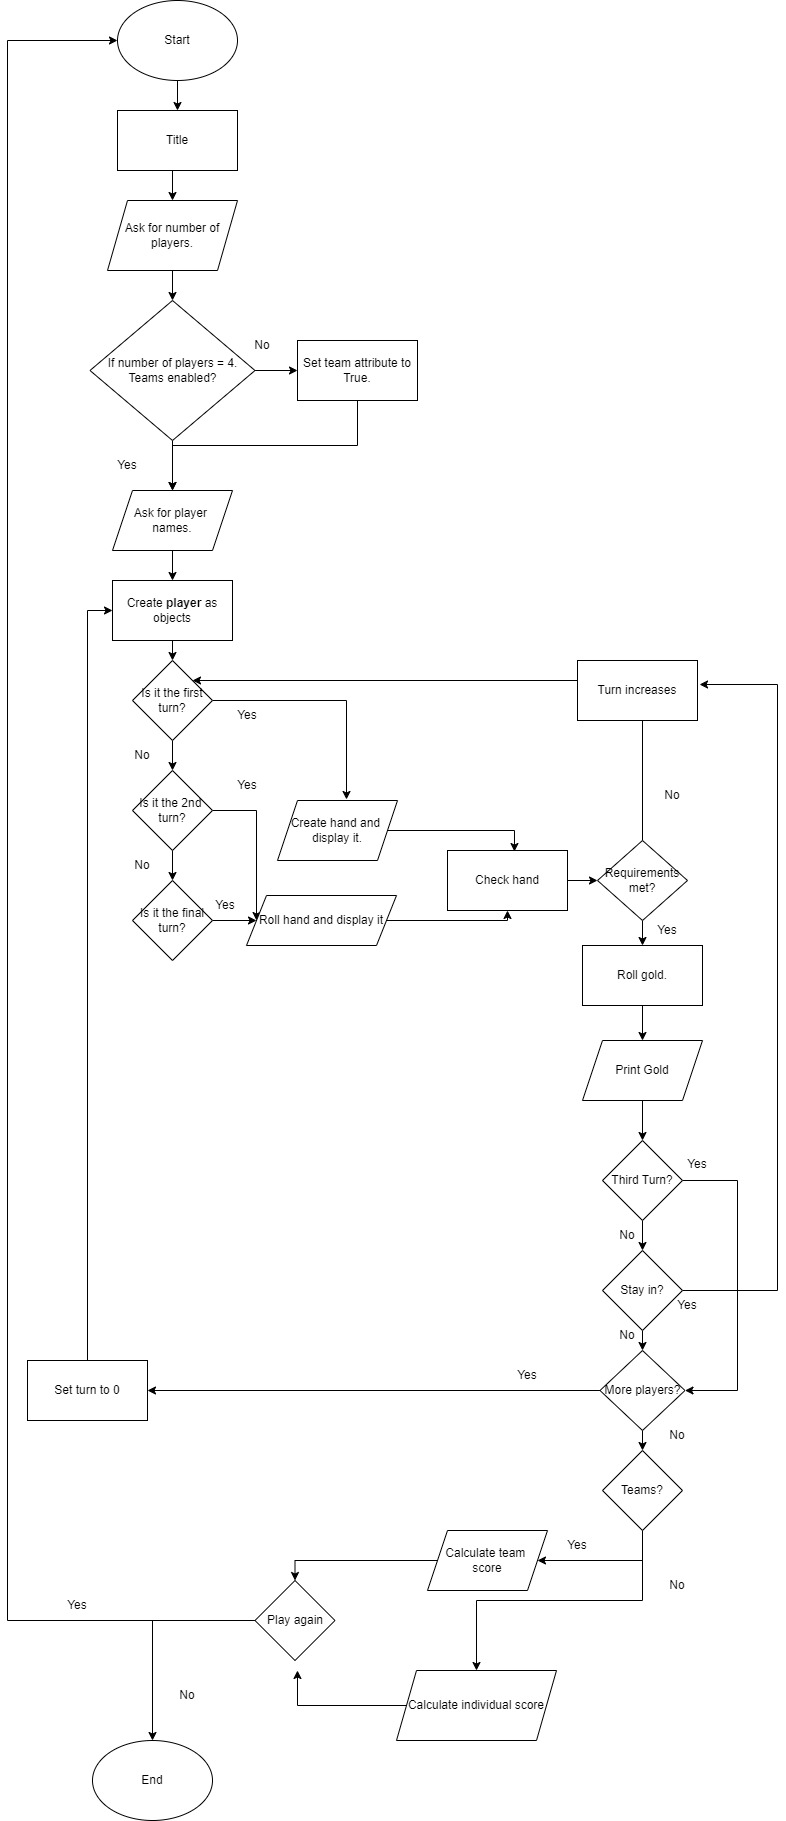 Start
Title
Ask for number of
players.
If number of players = 4.
Teams enabled?
No
Set team attribute to
True.
Yes
Ask for player
names.
Create player as
objects
Is it the first
turn?
Yes
Turn increases
No
Is it the 2nd
turn?
Yes
No
Create hand and
display it.
No
Is it the final
turn?
Yes
Roll hand and display it
Check hand
Requirements
met?
Yes
Roll gold.
Print Gold
Third Turn?
Yes
No
Stay in?
Yes
No
More players?
Yes
Set turn to 0
No
Teams?
Yes
Calculate team
score
No
Calculate individual score
Play again
Yes
No
End